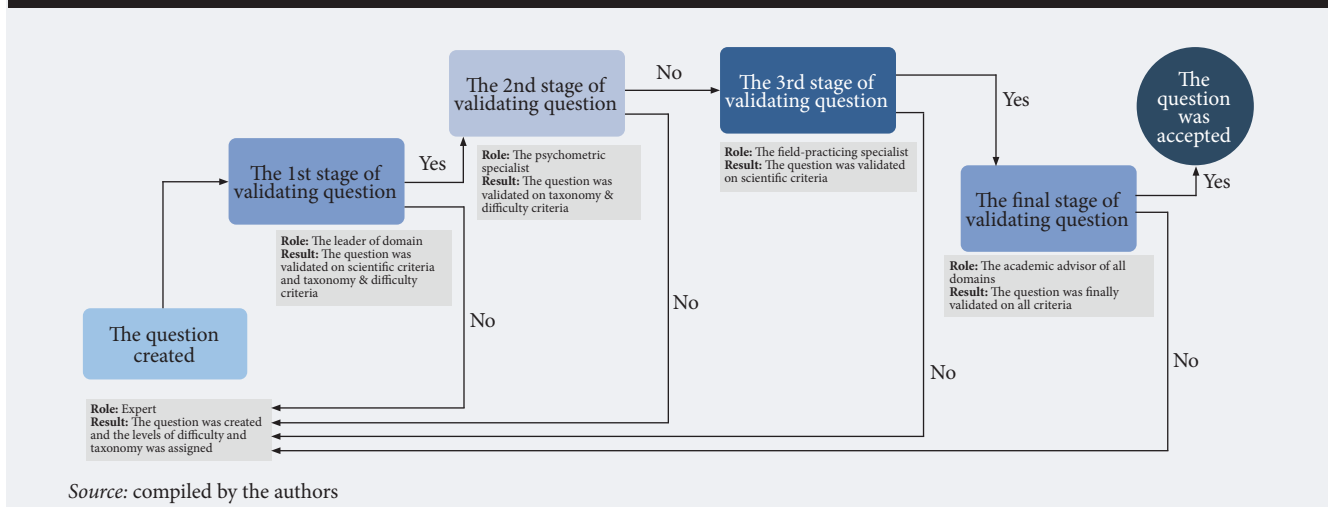 The question
created
Role: Expert
Result: The question was created
and the levels of difficulty and
taxonomy was assigned
The 1st stage of
validating question
Role: The leader of domain
Result: The question was
validated on scientific criteria
and taxonomy & difficulty
criteria
Yes
No
The 2nd stage of
validating question
Role: The psychometric
specialist
Result: The question was
validated on taxonomy &
difficulty criteria
No
No
The 3rd stage of
validating question
Role: The field-practicing specialist
Result: The question was validated
on scientific criteria
Yes
No
The final stage of
validating question
Role: The academic advisor of all
domains
Result: The question was finally
validated on all criteria
Yes
No
The
question
was
accepted
Source: compiled by the authors